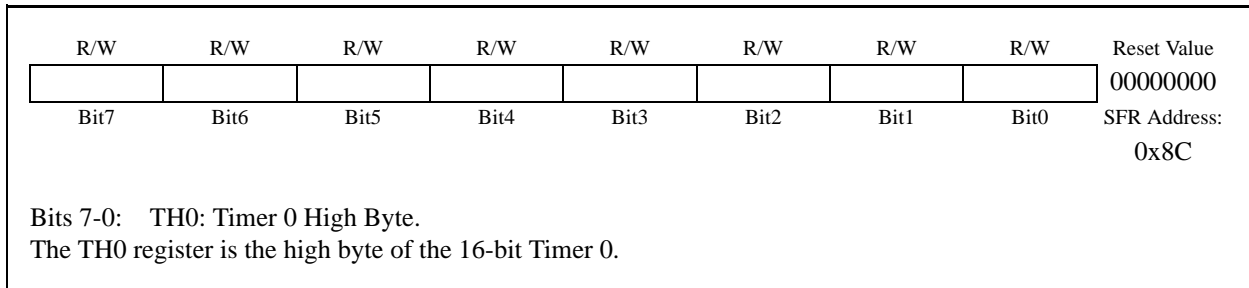 R/W R/W R/W R/W R/W R/W R/W R/W Reset Value
00000000
Bit7 Bit6 Bit5 Bit4 Bit3 Bit2 Bit1 Bit0 SFR Address:
0x8C
Bits 7-0: TH0: Timer 0 High Byte.
The TH0 register is the high byte of the 16-bit Timer 0.